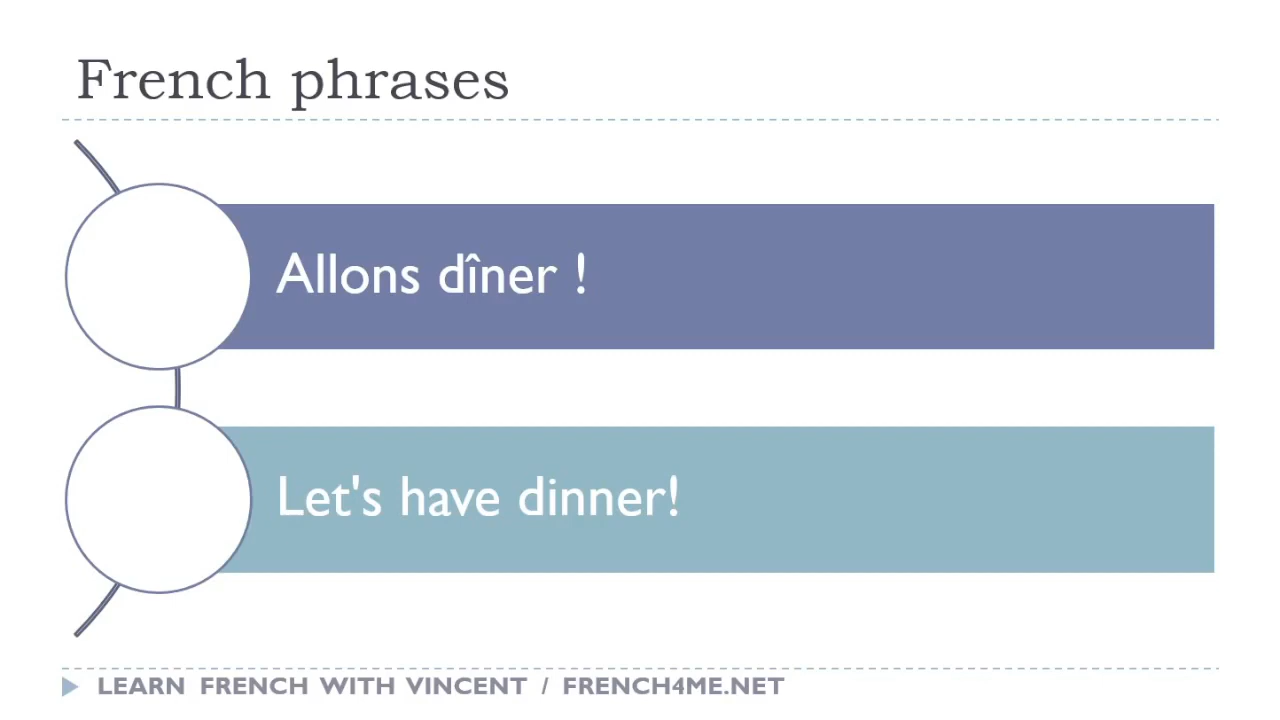 French phrases
Allons dîner !
Let's have dinner!
LEARN FRENCH WITH VINCENT / FRENCH4ME.NET